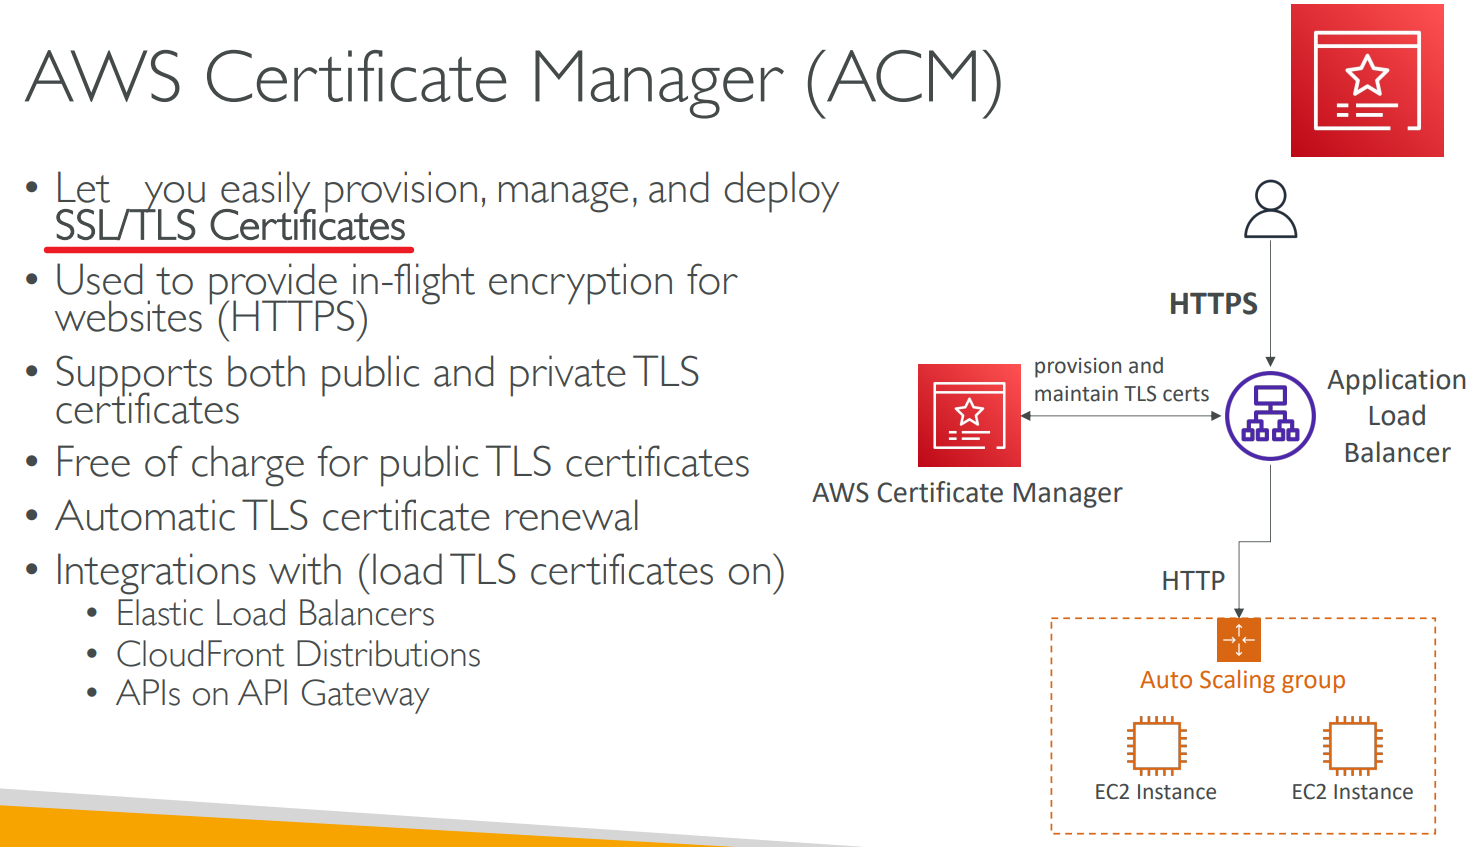 AWS Certificate Manager (ACM)
• Let you easily provision, manage, and deploy
SSL/TLS Certificates
• Used to provide in-flight encryption for
websites (HTTPS)
• Supports both public and private TLS
certificates
• Free of charge for public TLS certificates
• Automatic TLS certificate renewal
• Integrations with (load TLS certificates on)
• Elastic Load Balancers
• CloudFront Distributions
• APIs on API Gateway
HTTPS
provision and
maintain TLS certs
Application
Load
Balancer
AWS Certificate Manager
HTTP
Auto Scaling group
EC2 Instance
EC2 Instance